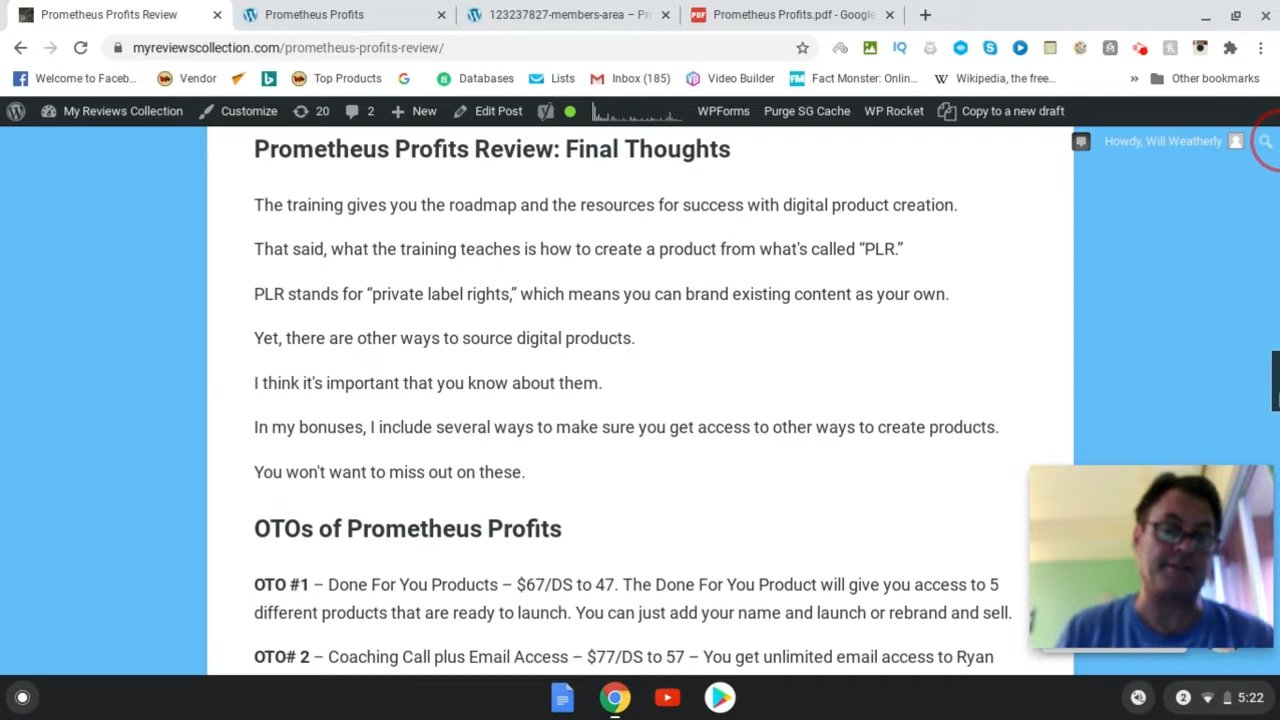 Prometheus Profits Review
Prometheus Profits
123237827-members-area – Pro
Prometheus Profits.pdf - Google
myreviewscollection.com/prometheus-profits-review/
Welcome to Faceb...
Vendor
Top Products
Databases
Lists
Inbox (185)
Video Builder
Fact Monster: Onlin...
Wikipedia, the free...
Other bookmarks
My Reviews Collection
Customize
20
2
New
Edit Post
WPForms
Purge SG Cache
WP Rocket
Copy to a new draft
Howdy, Will Weatherly
Prometheus Profits Review: Final Thoughts
The training gives you the roadmap and the resources for success with digital product creation.
That said, what the training teaches is how to create a product from what's called “PLR.”
PLR stands for “private label rights,” which means you can brand existing content as your own.
Yet, there are other ways to source digital products.
I think it's important that you know about them.
In my bonuses, I include several ways to make sure you get access to other ways to create products.
You won't want to miss out on these.
OTOs of Prometheus Profits
OTO #1 – Done For You Products – $67/DS to 47. The Done For You Product will give you access to 5
different products that are ready to launch. You can just add your name and launch or rebrand and sell.
OTO# 2 – Coaching Call plus Email Access – $77/DS to 57 – You get unlimited email access to Ryan
2
5:22